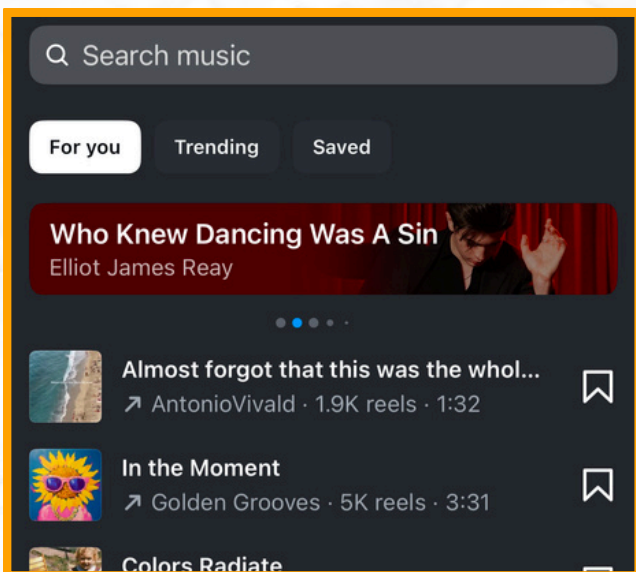 Search music
For you
Trending
Saved
Who Knew Dancing Was A Sin
Elliot James Reay
Almost forgot that this was the whol...
AntonioVivald · 1.9K reels · 1:32
In the Moment
Golden Grooves · 5K reels · 3:31
Colors Radiate